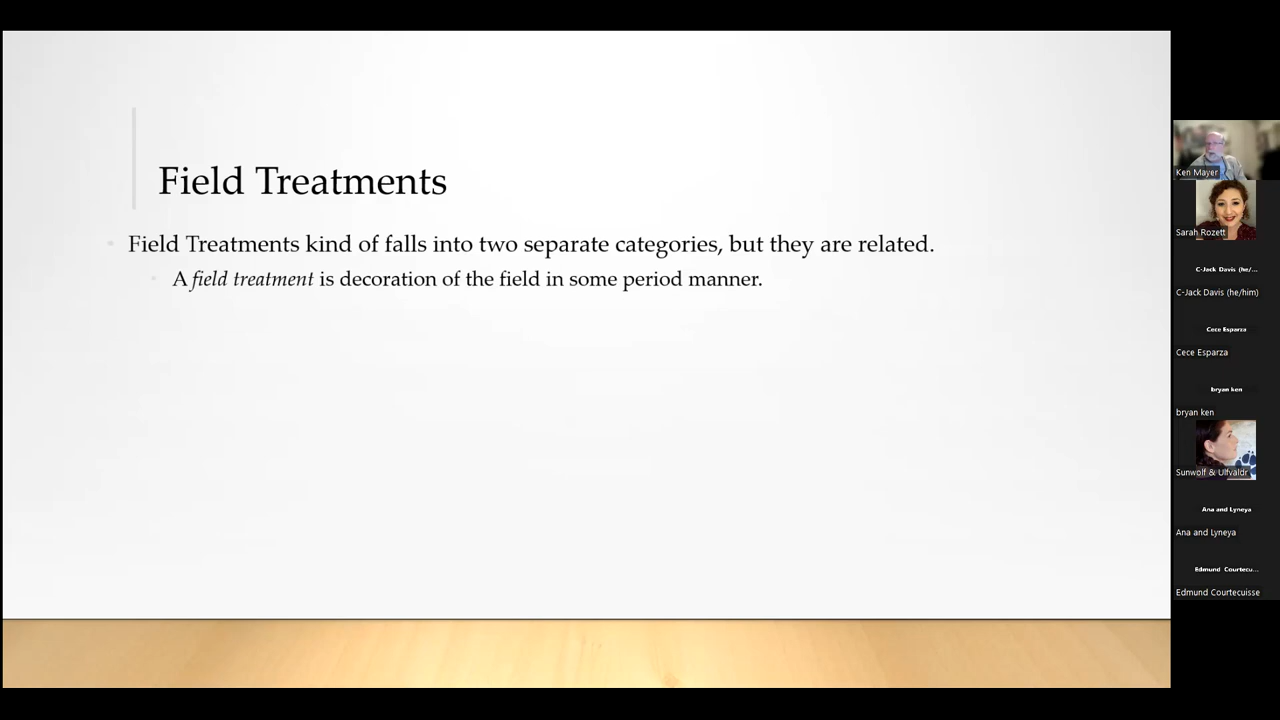 Field Treatments
Field Treatments kind of falls into two separate categories, but they are related.
A field treatment is decoration of the field in some period manner.
Ken Mayer
Sarah Rozett
C-Jack Davis (he/...
C-Jack Davis (he/him)
Cece Esparza
Cece Esparza
bryan ken
bryan ken
Sunwolf & Ulfvaldr
Ana and Lyneya
Ana and Lyneya
Edmund Courtecu...
Edmund Courtecuisse